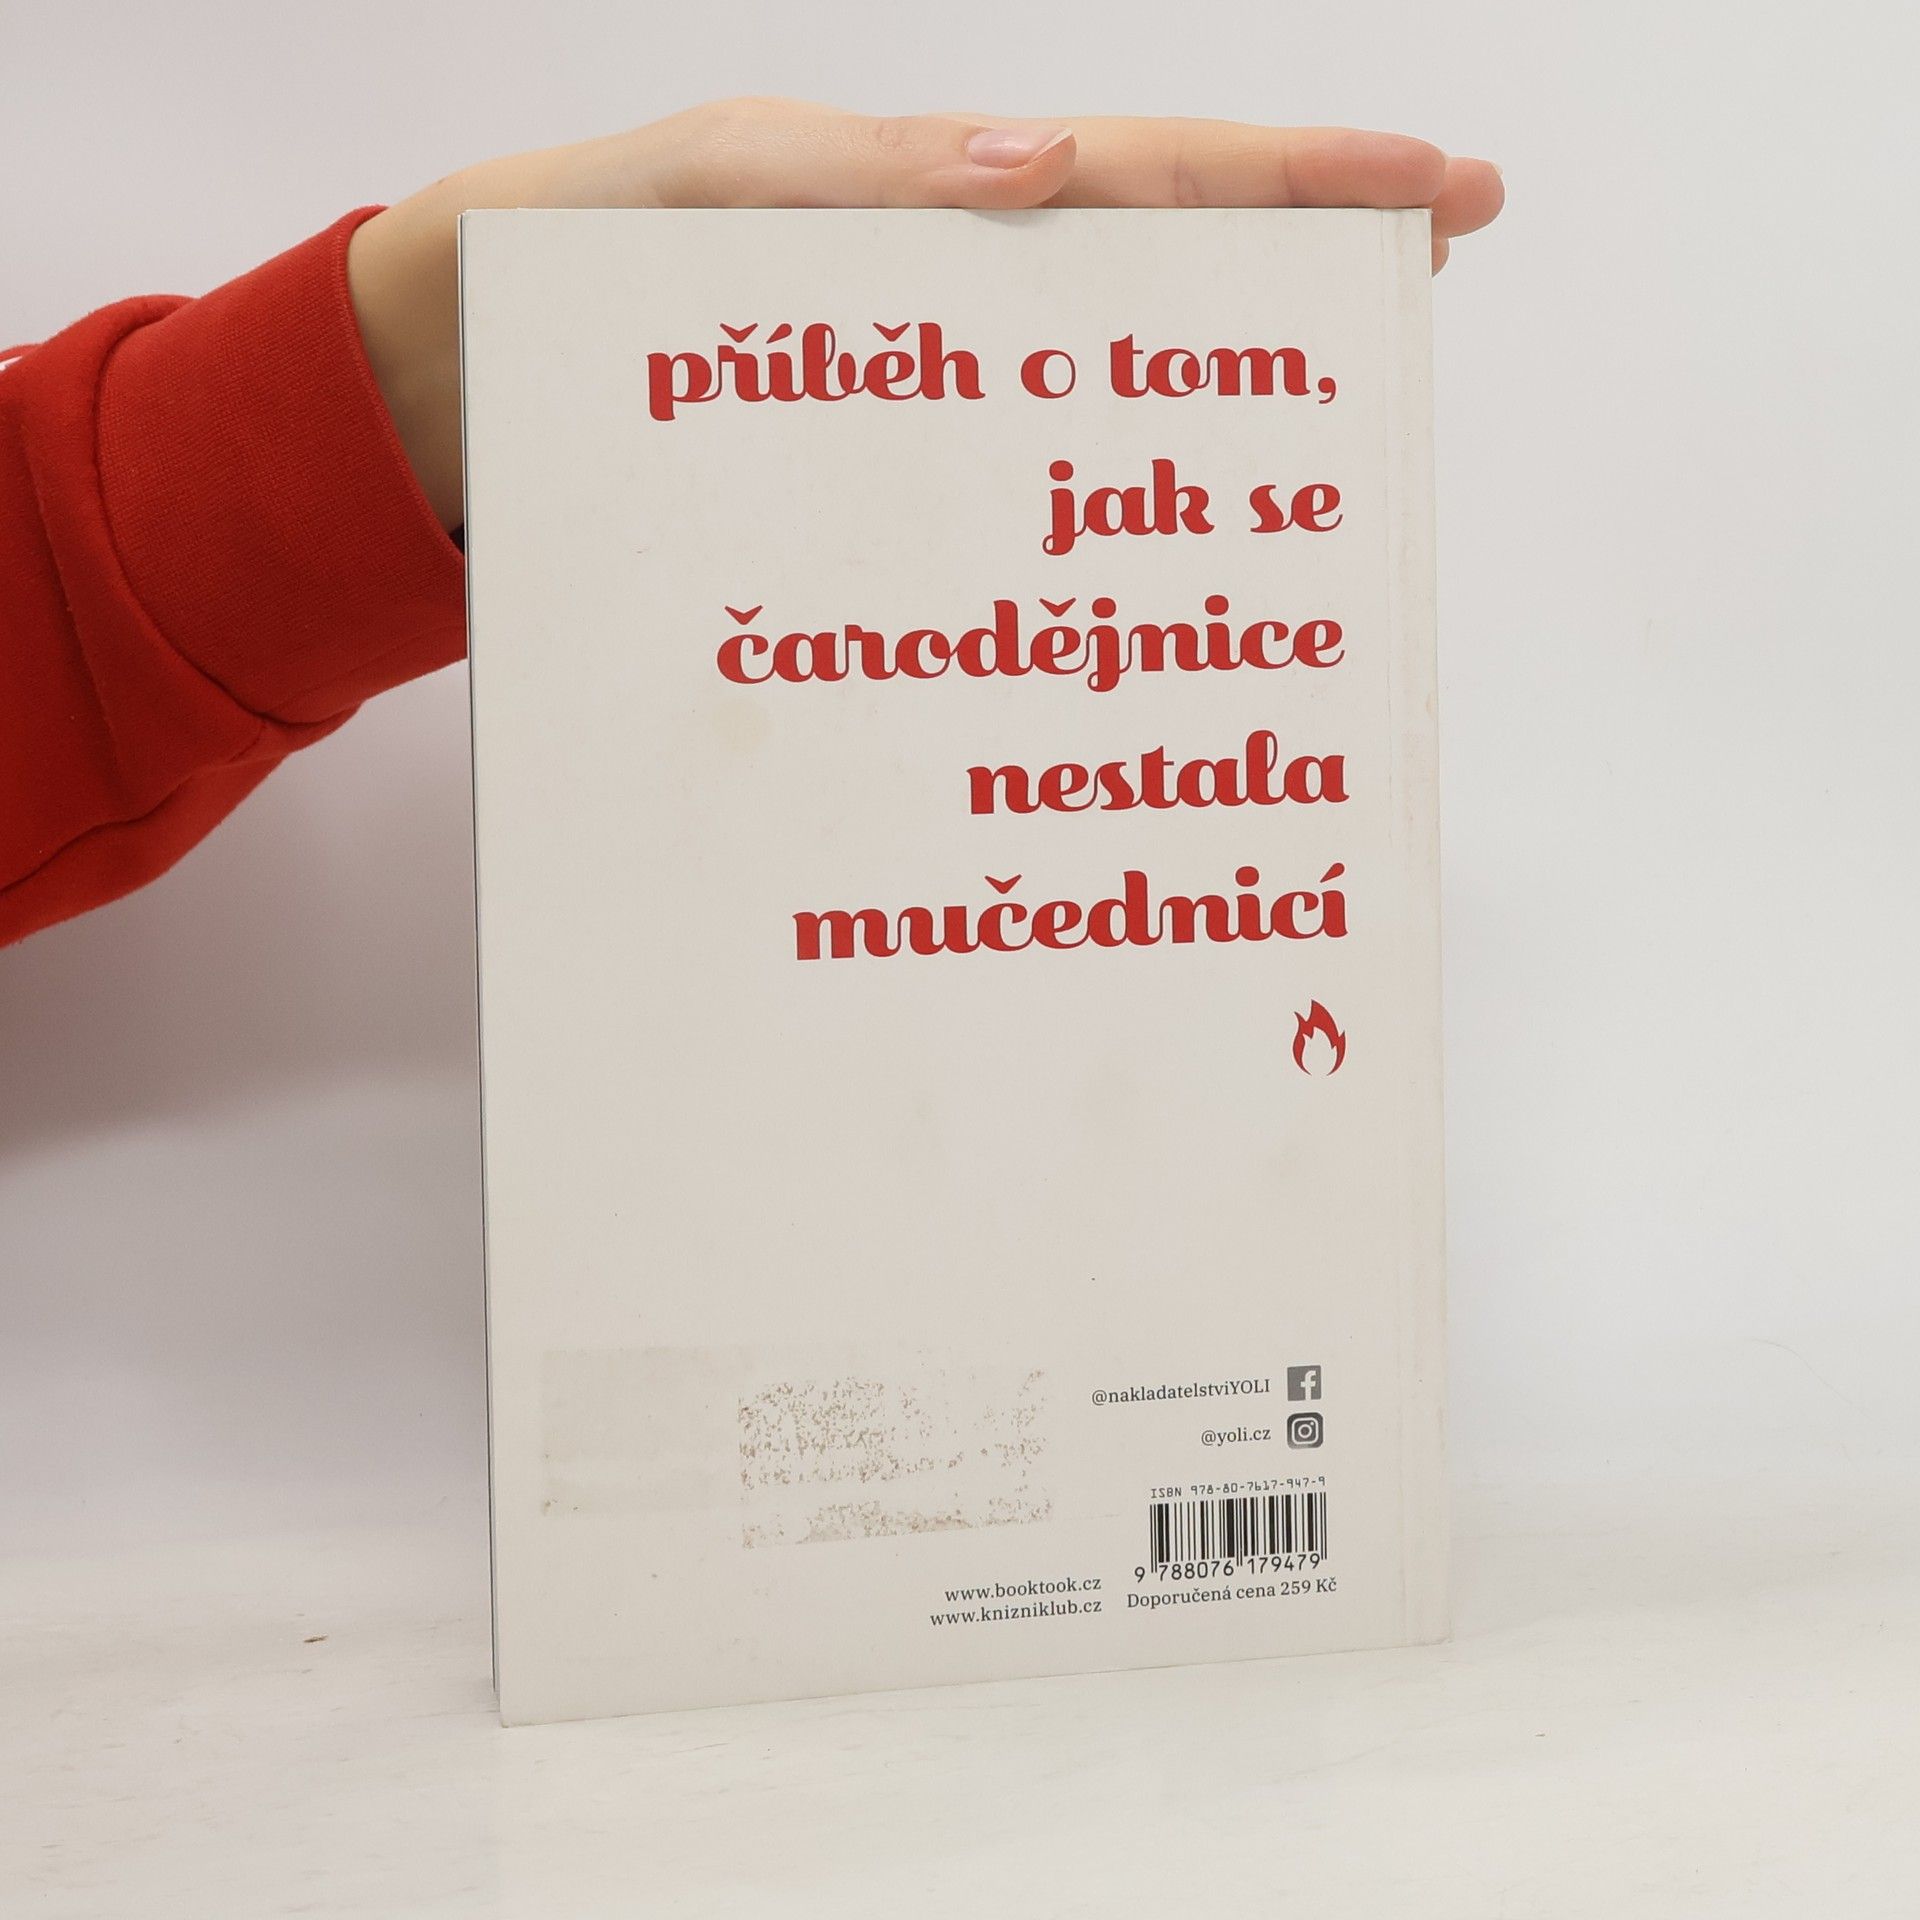 příběh o tom,
jak se
čarodějnice
nestala
mučednicí
@nakladatelstviYOLI
@yoli.cz
ISBN 978-80-7617-947-9
9 788076 179479
www.booktook.cz
www.knizniklub.cz
Doporučená cena 259 Kč